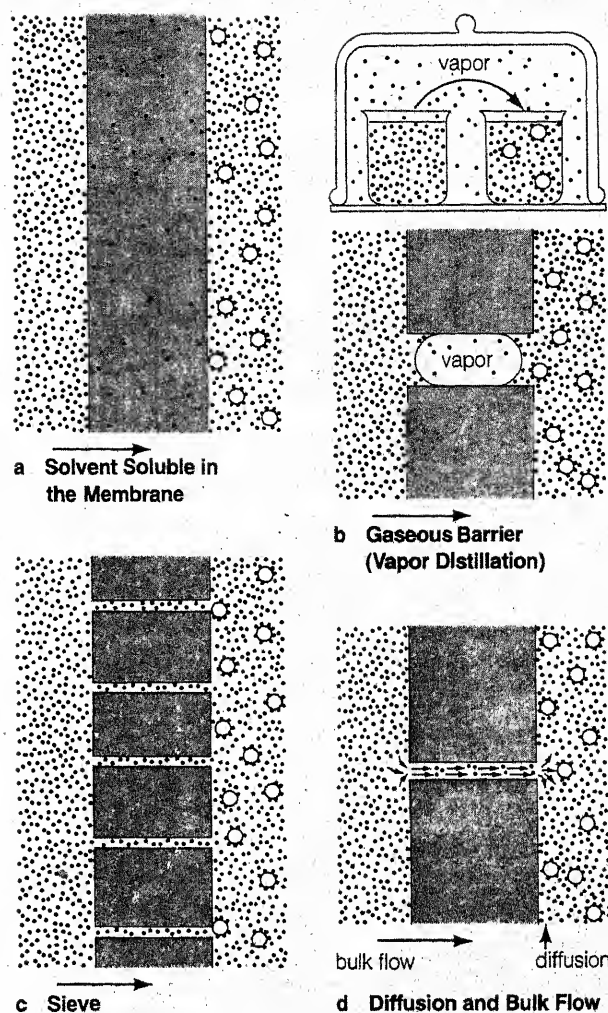 vapor
vapor
a Solvent Soluble in
the Membrane
b Gaseous Barrier
(Vapor Distillation)
bulk flow
diffusion
c Sieve
d Diffusion and Bulk Flow